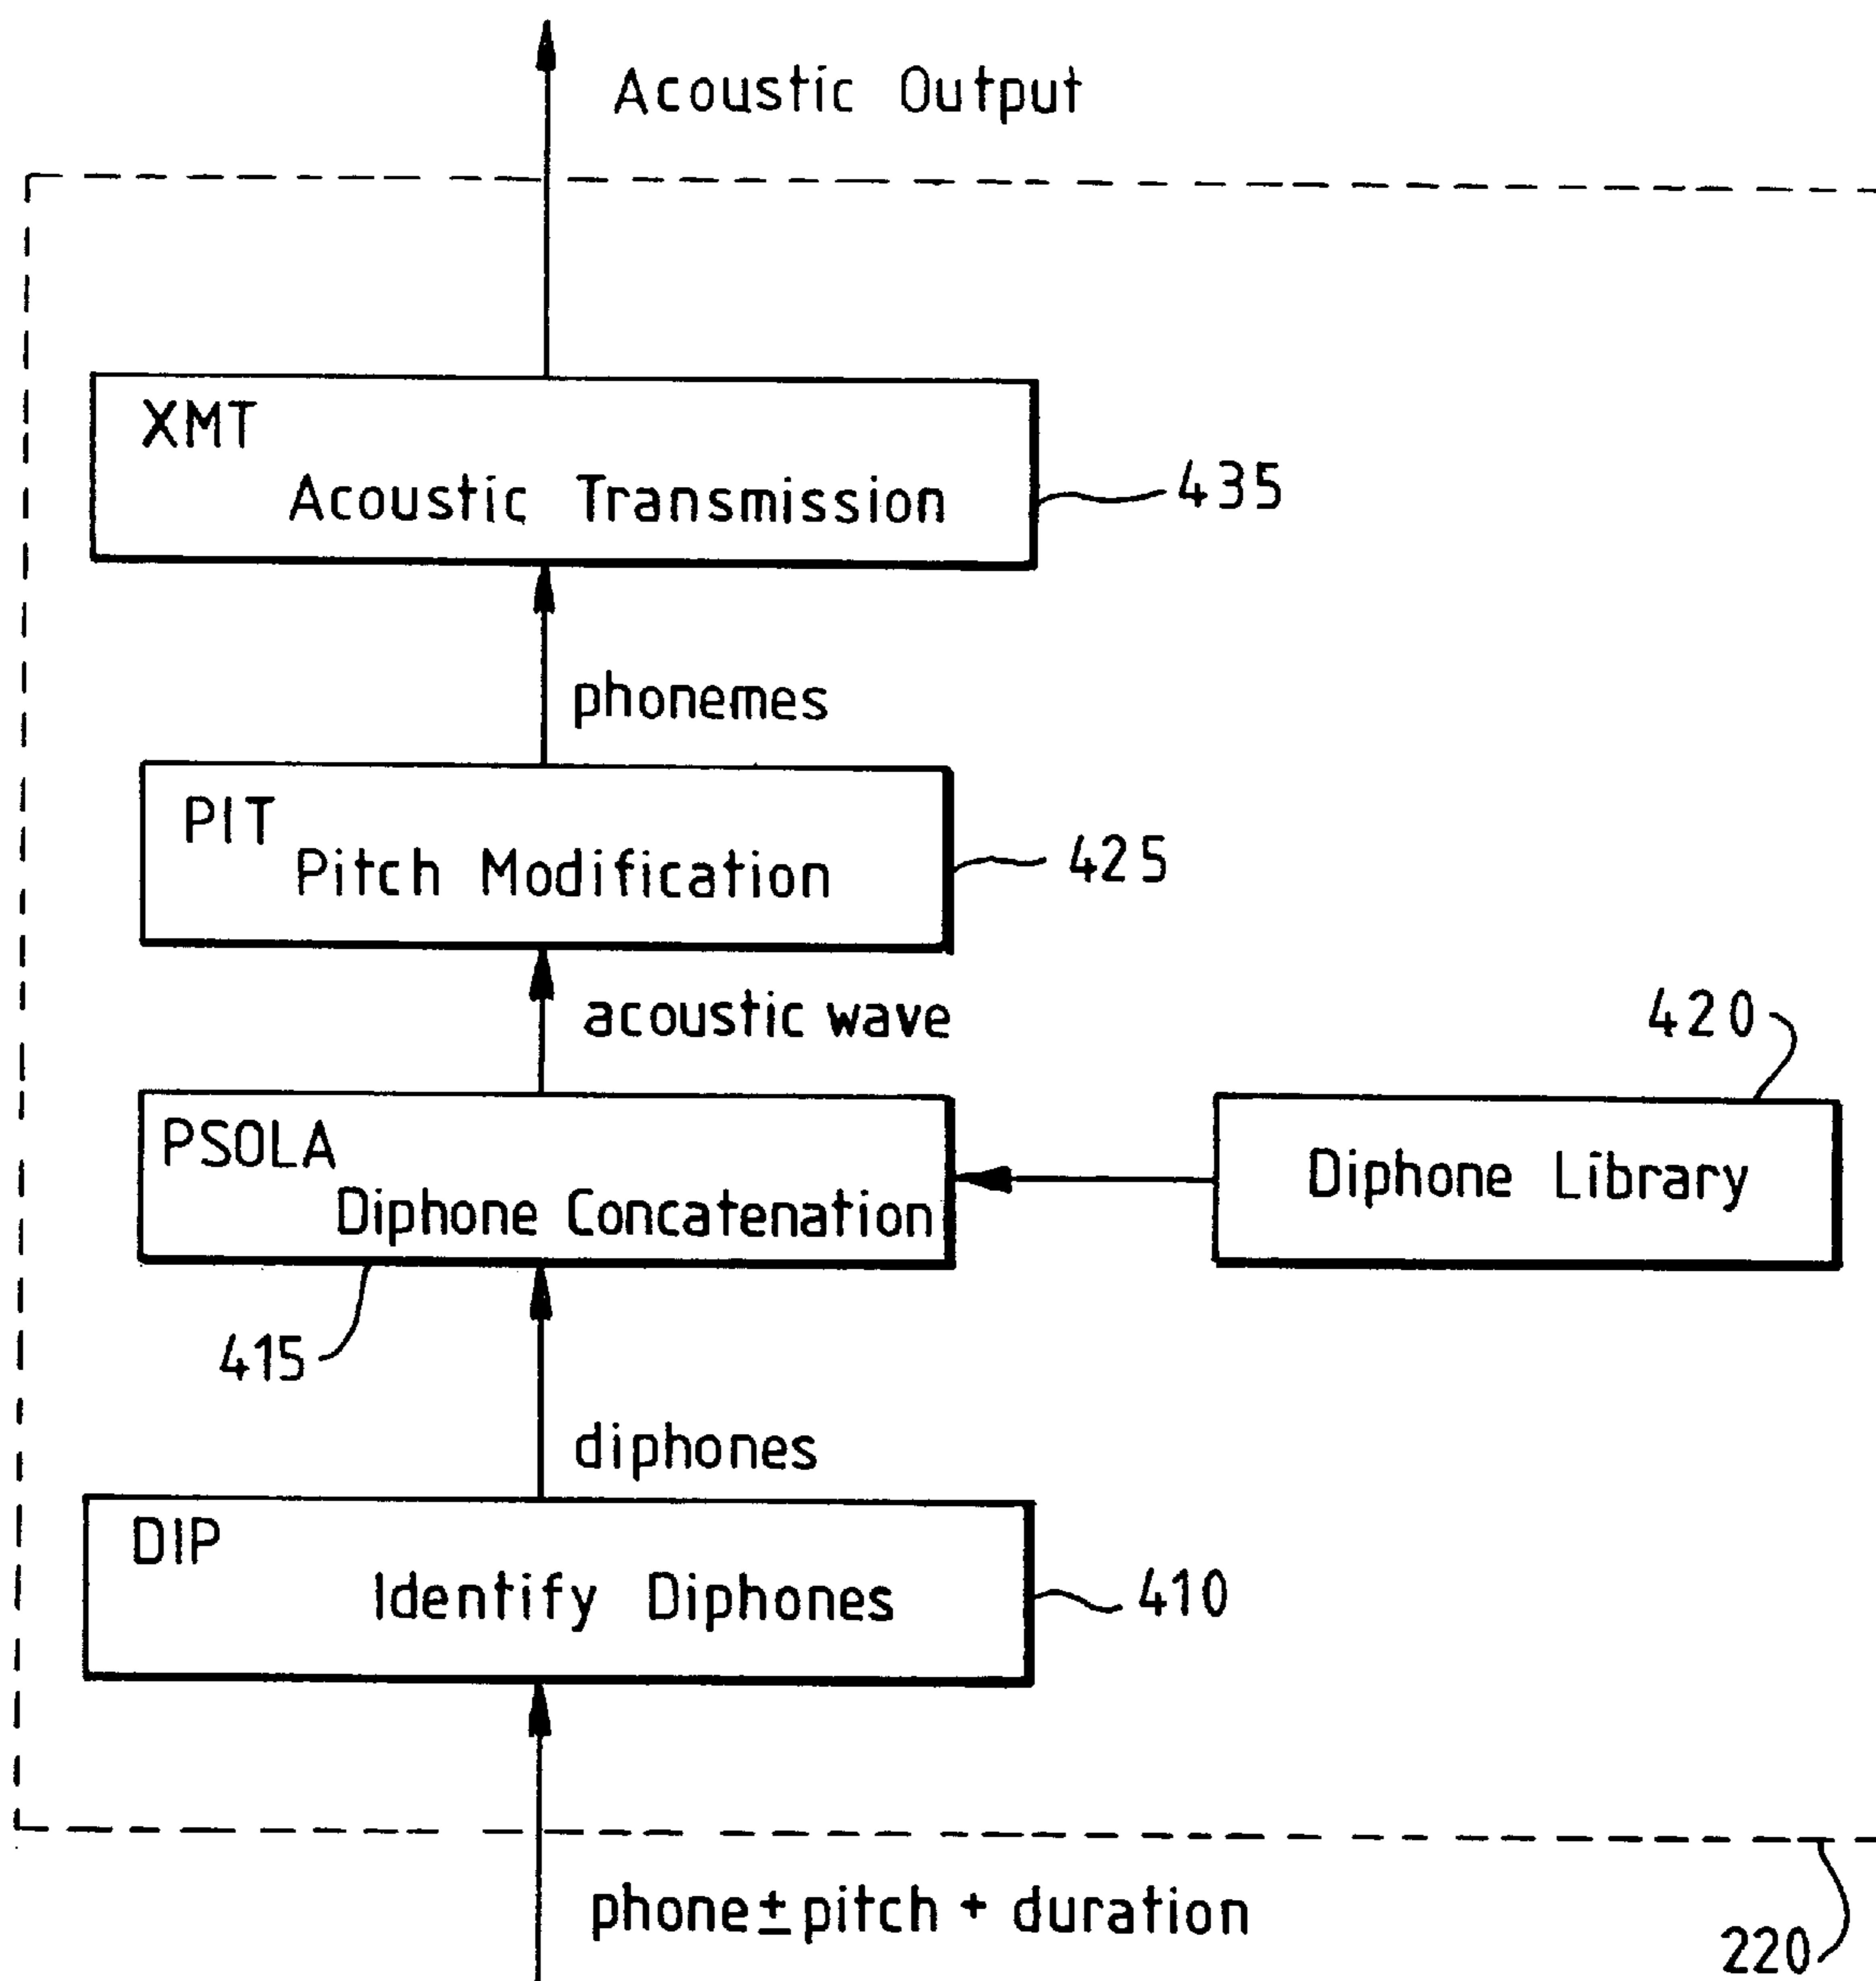 Acoustic Output
XMT
Acoustic Transmission
435
phonemes
PIT
Pitch Modification
425
acoustic wave
420
PSOLA
Diphone Concatenation
Diphone Library
415
diphones
DIP
Identify Diphones
410
phone ± pitch + duration
220